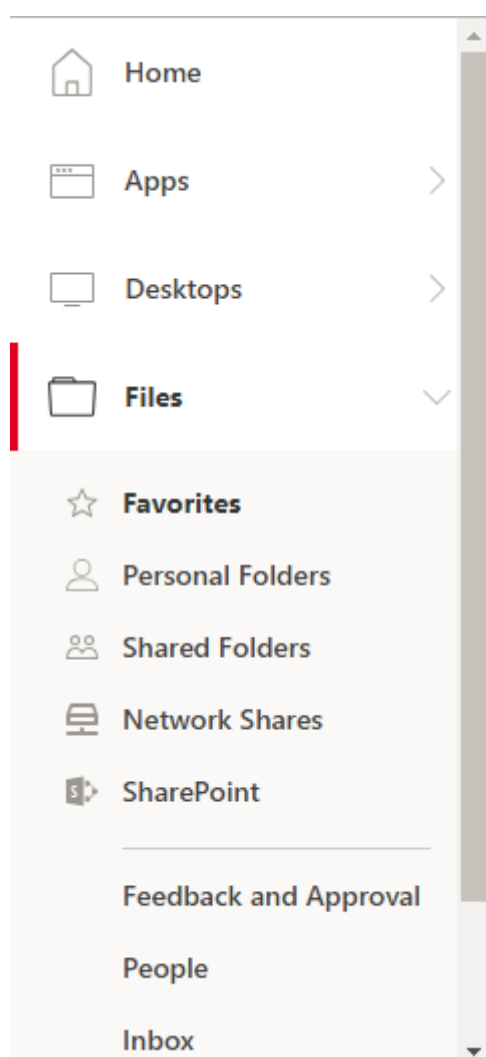 Home
Apps
Desktops
Files
Favorites
Personal Folders
Shared Folders
Network Shares
SharePoint
Feedback and Approval
People
Inbox